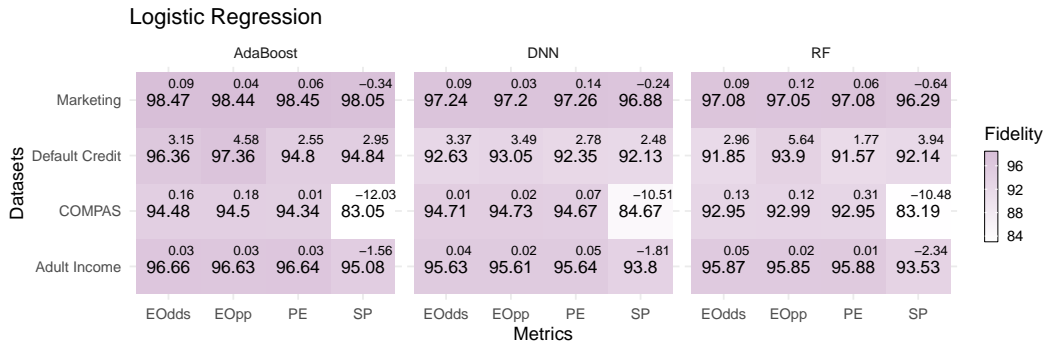 Logistic Regression
AdaBoost DNN RF
0.09 0.04 0.06 −0.34 0.09 0.03 0.14 −0.24 0.09 0.12 0.06 −0.64
Marketing 98.47 98.44 98.45 98.05 97.24 97.2 97.26 96.88 97.08 97.05 97.08 96.29
3.15 4.58 2.55 2.95 3.37 3.49 2.78 2.48 2.96 5.64 1.77 3.94
Default Credit 96.36 97.36 94.8 94.84 92.63 93.05 92.35 92.13 91.85 93.9 91.57 92.14
0.16 0.18 0.01 −12.03 0.01 0.02 0.07 −10.51 0.13 0.12 0.31 −10.48
COMPAS 94.48 94.5 94.34 83.05 94.71 94.73 94.67 84.67 92.95 92.99 92.95 83.19
0.03 0.03 0.03 −1.56 0.04 0.02 0.05 −1.81 0.05 0.02 0.01 −2.34
Adult Income 96.66 96.63 96.64 95.08 95.63 95.61 95.64 93.8 95.87 95.85 95.88 93.53
EOdds EOpp PE SP EOdds EOpp PE SP EOdds EOpp PE SP
Metrics
Datasets
Fidelity
96
92
88
84